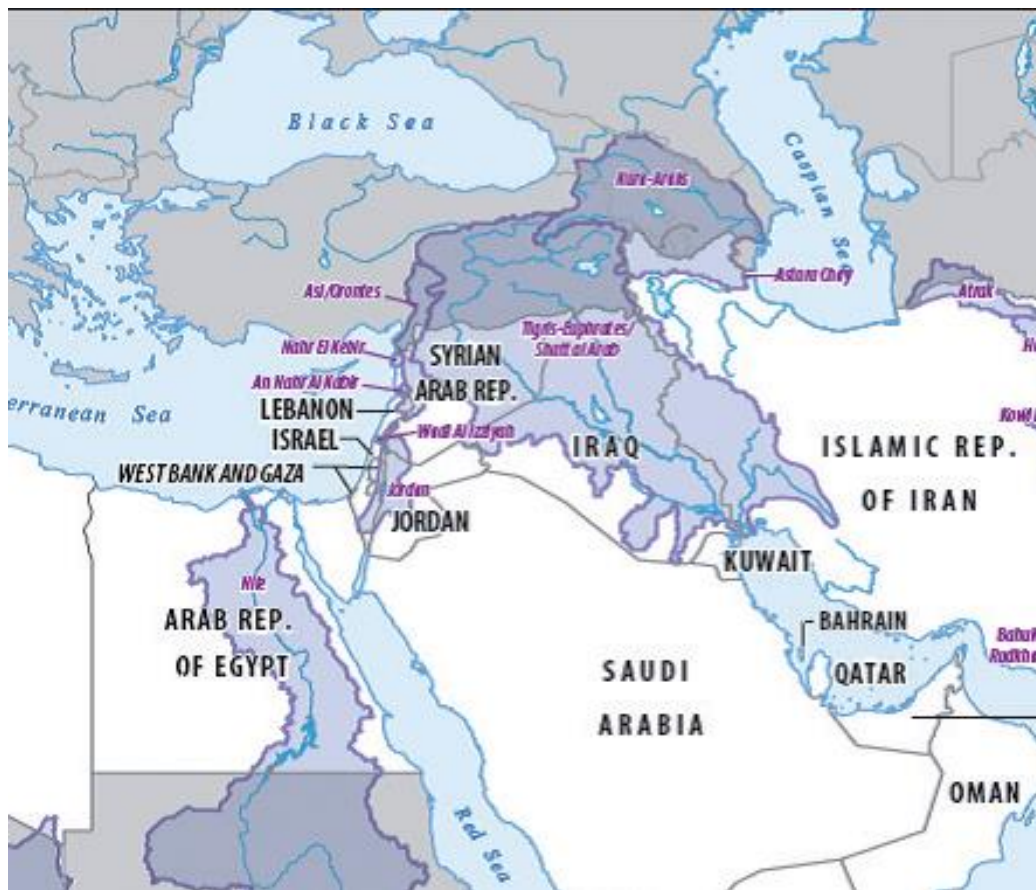 Black Sea
Caspian Sea
Kura-Araks
Astara Chay
Atrak
Asi/Orontes
Tigris-Euphrates/
Shatt al Arab
Nahr El Kebir
SYRIAN
ARAB REP.
An Nahr Al Kabir
LEBANON
erranean Sea
Wadi Al Izziyah
ISRAEL
IRAQ
ISLAMIC REP.
OF IRAN
WEST BANK AND GAZA
Jordan
JORDAN
KUWAIT
Nile
ARAB REP.
OF EGYPT
BAHRAIN
QATAR
SAUDI
ARABIA
OMAN
Red Sea